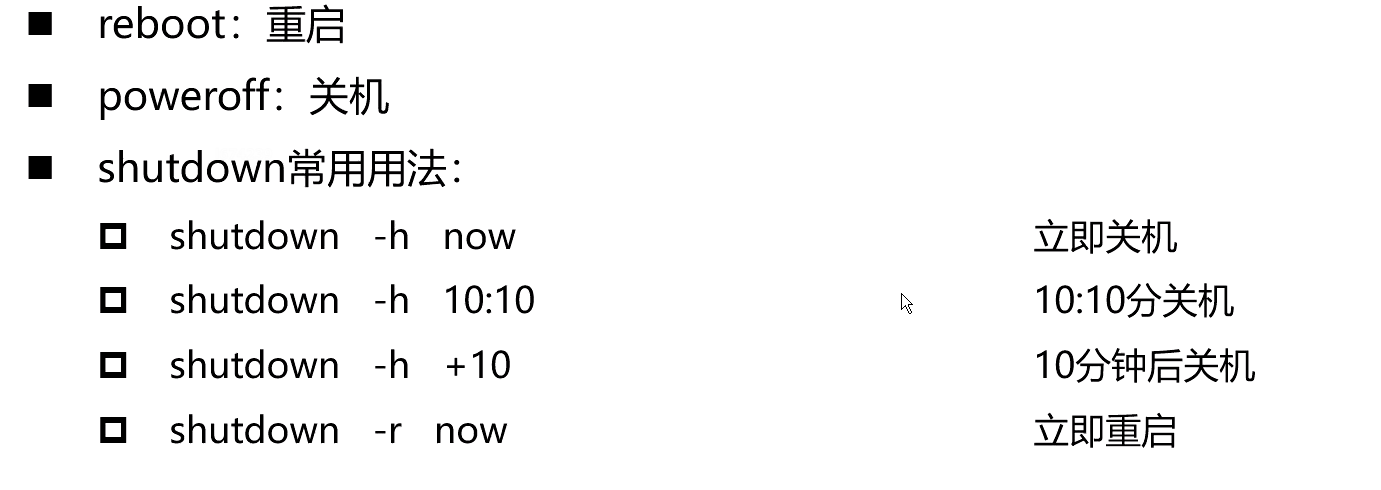 reboot：重启
poweroff：关机
shutdown常用用法：
shutdown -h now 立即关机
shutdown -h 10:10 10:10分关机
shutdown -h +10 10分钟后关机
shutdown -r now 立即重启